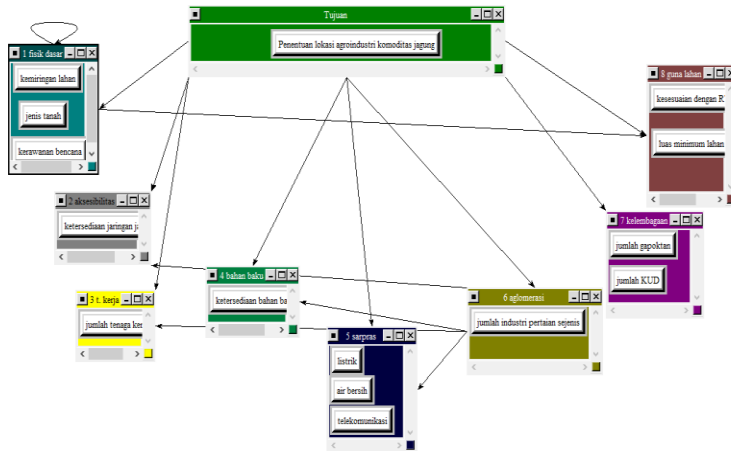 Tujuan
Penentuan lokasi agroindustri komoditas jagung
1 fisik dasar
kemiringan lahan
jenis tanah
kerawanan bencana
8 guna lahan
kesesuaian dengan R
luas minimum lahan
2 aksesibilitas
ketersediaan jaringan ja
7 kelembagaan
jumlah gapoktan
jumlah KUD
4 bahan baku
ketersediaan bahan ba
3 t. kerja
jumlah tenaga ker
6 aglomerasi
jumlah industri pertaian sejenis
5 sarpras
listrik
air bersih
telekomunikasi